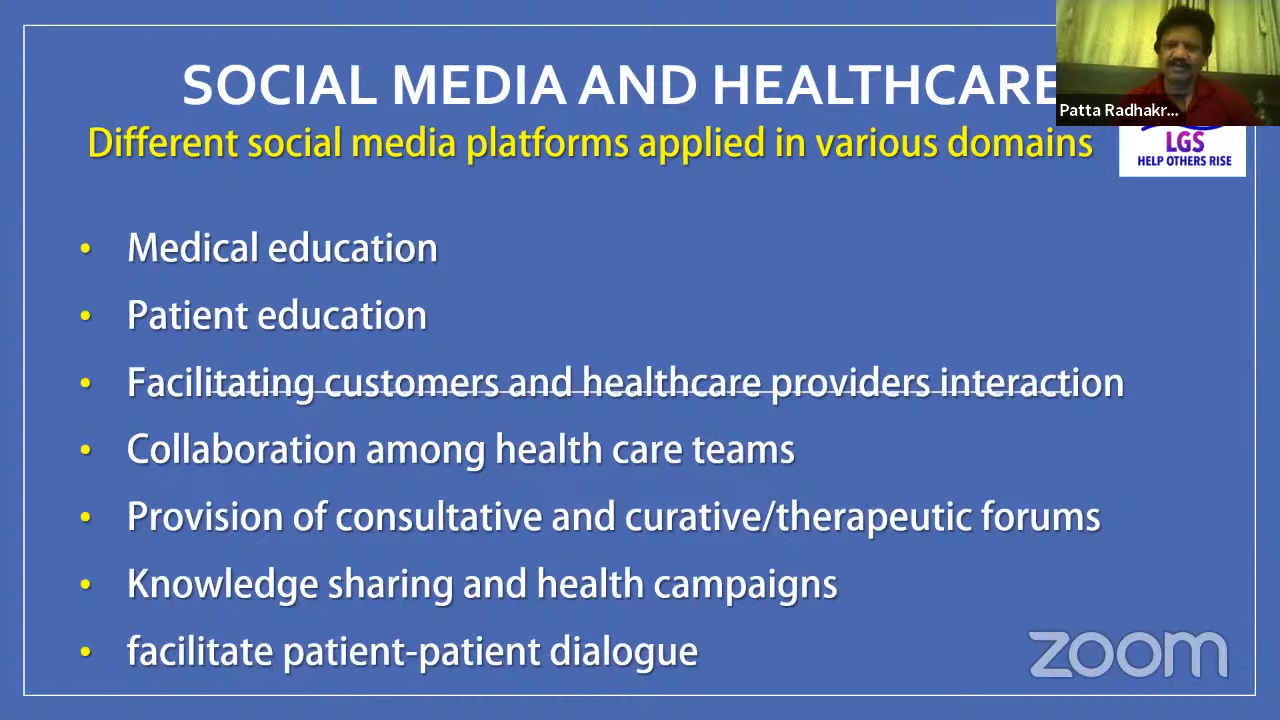 SOCIAL MEDIA AND HEALTHCARE
Patta Radhakr...
Different social media platforms applied in various domains
LGS
HELP OTHERS RISE
• Medical education
• Patient education
• Facilitating customers and healthcare providers interaction
• Collaboration among health care teams
• Provision of consultative and curative/therapeutic forums
• Knowledge sharing and health campaigns
• facilitate patient-patient dialogue
zoom